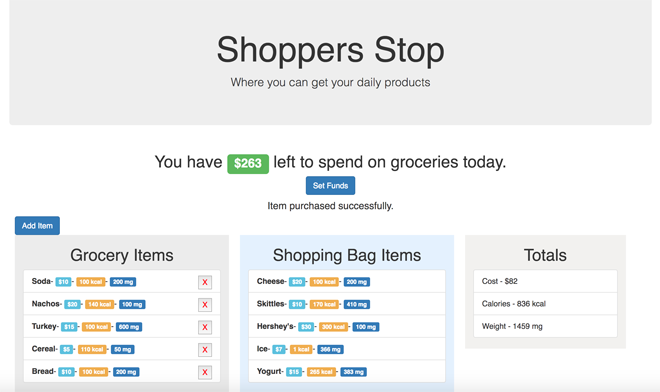 Shoppers Stop
Where you can get your daily products
You have $263 left to spend on groceries today.
Set Funds
Item purchased successfully.
Add Item
Grocery Items
Soda- $10 - 100 kcal - 200 mg X
Nachos- $20 - 140 kcal - 100 mg X
Turkey- $15 - 100 kcal - 600 mg X
Cereal- $5 - 110 kcal - 50 mg X
Bread- $10 - 100 kcal - 200 mg X
Shopping Bag Items
Cheese- $20 - 100 kcal - 200 mg
Skittles- $10 - 170 kcal - 410 mg
Hershey's- $30 - 300 kcal - 100 mg
Ice- $7 - 1 kcal - 366 mg
Yogurt- $15 - 265 kcal - 383 mg
Totals
Cost - $82
Calories - 836 kcal
Weight - 1459 mg